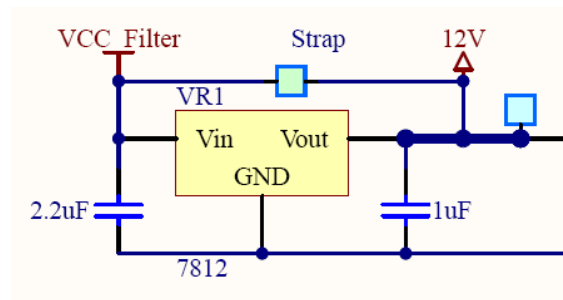 VCC_Filter
Strap
12V
VR1
Vin
Vout
GND
2.2uF
1uF
7812